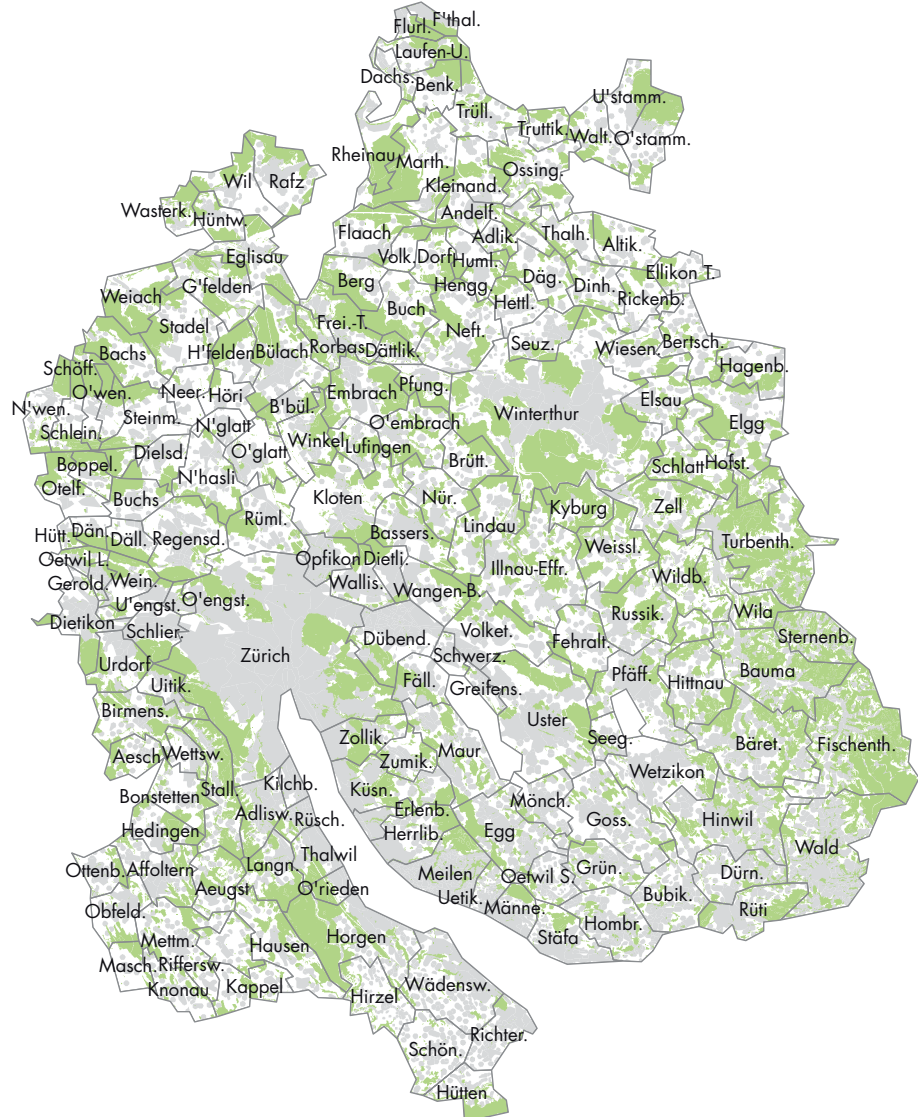 F'thal.
Flurl.
Laufen-U.
Dachs.
Benk.
Trüll.
U'stamm.
Truttik.
Walt.
O'stamm.
Rheinau
Marth.
Ossing.
Kleinand.
Wil
Rafz
Wasterk.
Hüntw.
Andelf.
Flaach
Adlik.
Thalh.
Altik.
Eglisau
Volk.
Dorf
Huml.
Ellikon T.
G'felden
Berg
Hengg.
Däg.
Dinh.
Rickenb.
Weiach
Buch
Hettl.
Stadel
Frei.-T.
Neft.
Bachs
H'felden
Bülach
Rorbas
Dättlik.
Seuz.
Wiesen.
Bertsch.
Schöff.
Hagenb.
O'wen.
Neer.
Höri
Embrach
Pfung.
N'wen.
Steinm.
B'bül.
Winterthur
Elsau
Schlein.
N'glatt
O'embrach
Elgg
Winkel
Lufingen
Dielsd.
O'glatt
Boppel.
Brütt.
Schlatt
Hofst.
Otelf.
N'hasli
Buchs
Kloten
Nür.
Kyburg
Zell
Rüml.
Lindau
Hütt.
Dän.
Däll.
Regensd.
Bassers.
Weissl.
Turbenth.
Oetwil L.
Opfikon
Dietli.
Illnau-Effr.
Wildb.
Gerold.
Wein.
Wallis.
Wangen-B.
U'engst.
O'engst.
Russik.
Wila
Dietikon
Schlier.
Dübend.
Volket.
Fehralt.
Sternenb.
Zürich
Schwerz.
Urdorf
Fäll.
Greifens.
Pfäff.
Hittnau
Bauma
Uitik.
Birmens.
Uster
Zollik.
Seeg.
Aesch
Wettsw.
Maur
Bäret.
Fischenth.
Zumik.
Wetzikon
Bonstetten
Stall.
Kilchb.
Küsn.
Mönch.
Adlisw.
Rüsch.
Erlenb.
Goss.
Hinwil
Hedingen
Herrlib.
Egg
Wald
Thalwil
Ottenb.
Affoltern
Langn.
Meilen
Oetwil S.
Grün.
Dürn.
Aeugst
O'rieden
Uetik.
Männe.
Bubik.
Rüti
Obfeld.
Hombr.
Mettm.
Hausen
Horgen
Stäfa
Masch.
Riffersw.
Knonau
Kappel
Hirzel
Wädensw.
Richter.
Schön.
Hütten